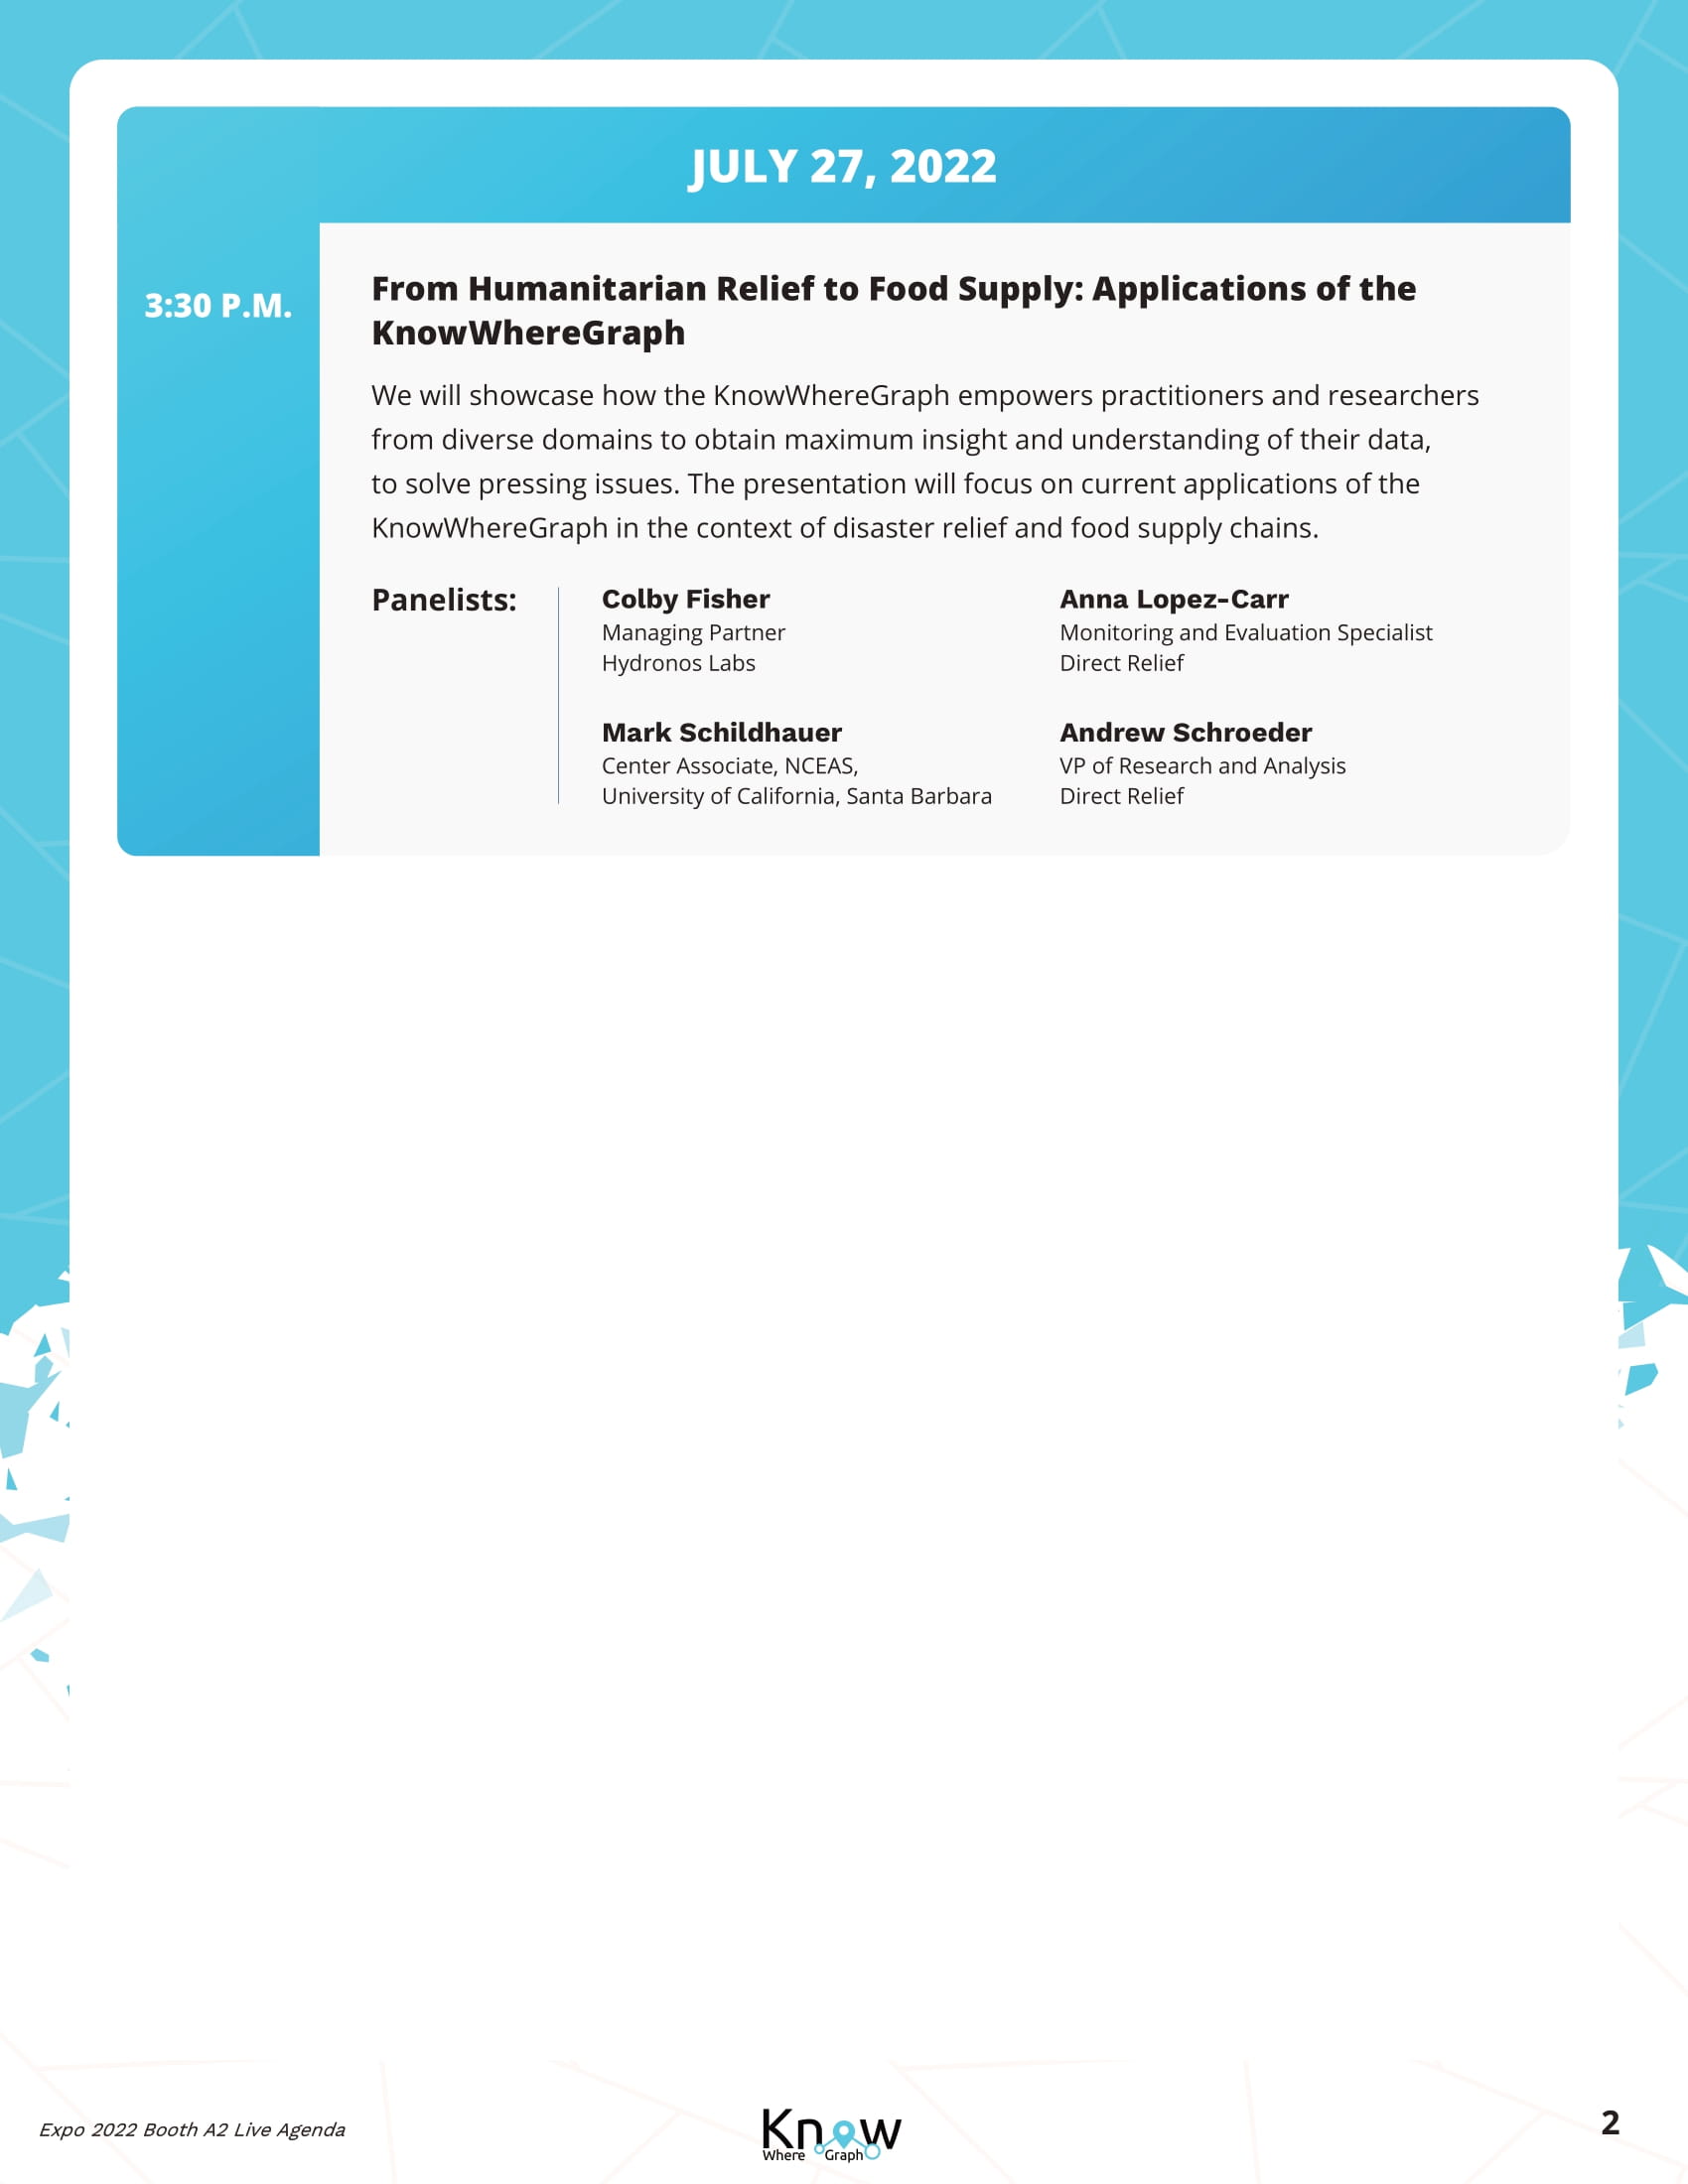 JULY 27, 2022
3:30 P.M.
From Humanitarian Relief to Food Supply: Applications of the
KnowWhereGraph
We will showcase how the KnowWhereGraph empowers practitioners and researchers
from diverse domains to obtain maximum insight and understanding of their data,
to solve pressing issues. The presentation will focus on current applications of the
KnowWhereGraph in the context of disaster relief and food supply chains.
Panelists:
Colby Fisher
Managing Partner
Hydronos Labs
Anna Lopez-Carr
Monitoring and Evaluation Specialist
Direct Relief
Mark Schildhauer
Center Associate, NCEAS,
University of California, Santa Barbara
Andrew Schroeder
VP of Research and Analysis
Direct Relief
Expo 2022 Booth A2 Live Agenda
Know
Where Graph
2